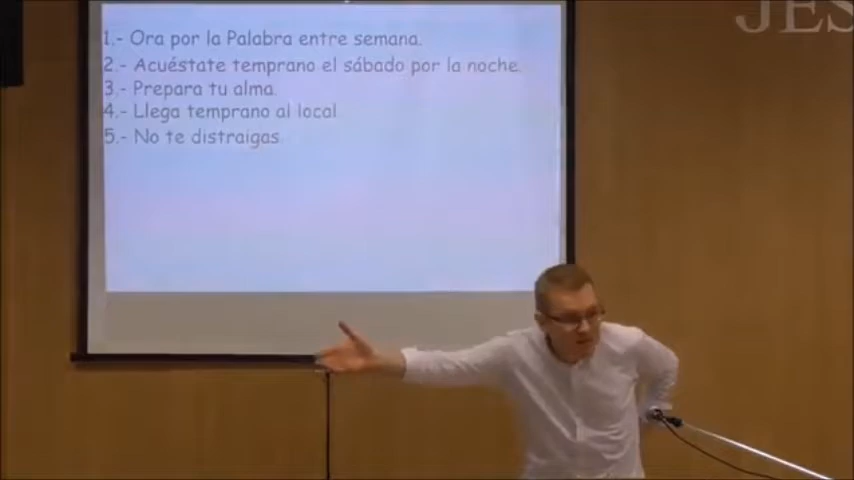 JES
1.- Ora por la Palabra entre semana.
2.- Acuéstate temprano el sábado por la noche.
3.- Prepara tu alma.
4.- Llega temprano al local
5.- No te distraigas